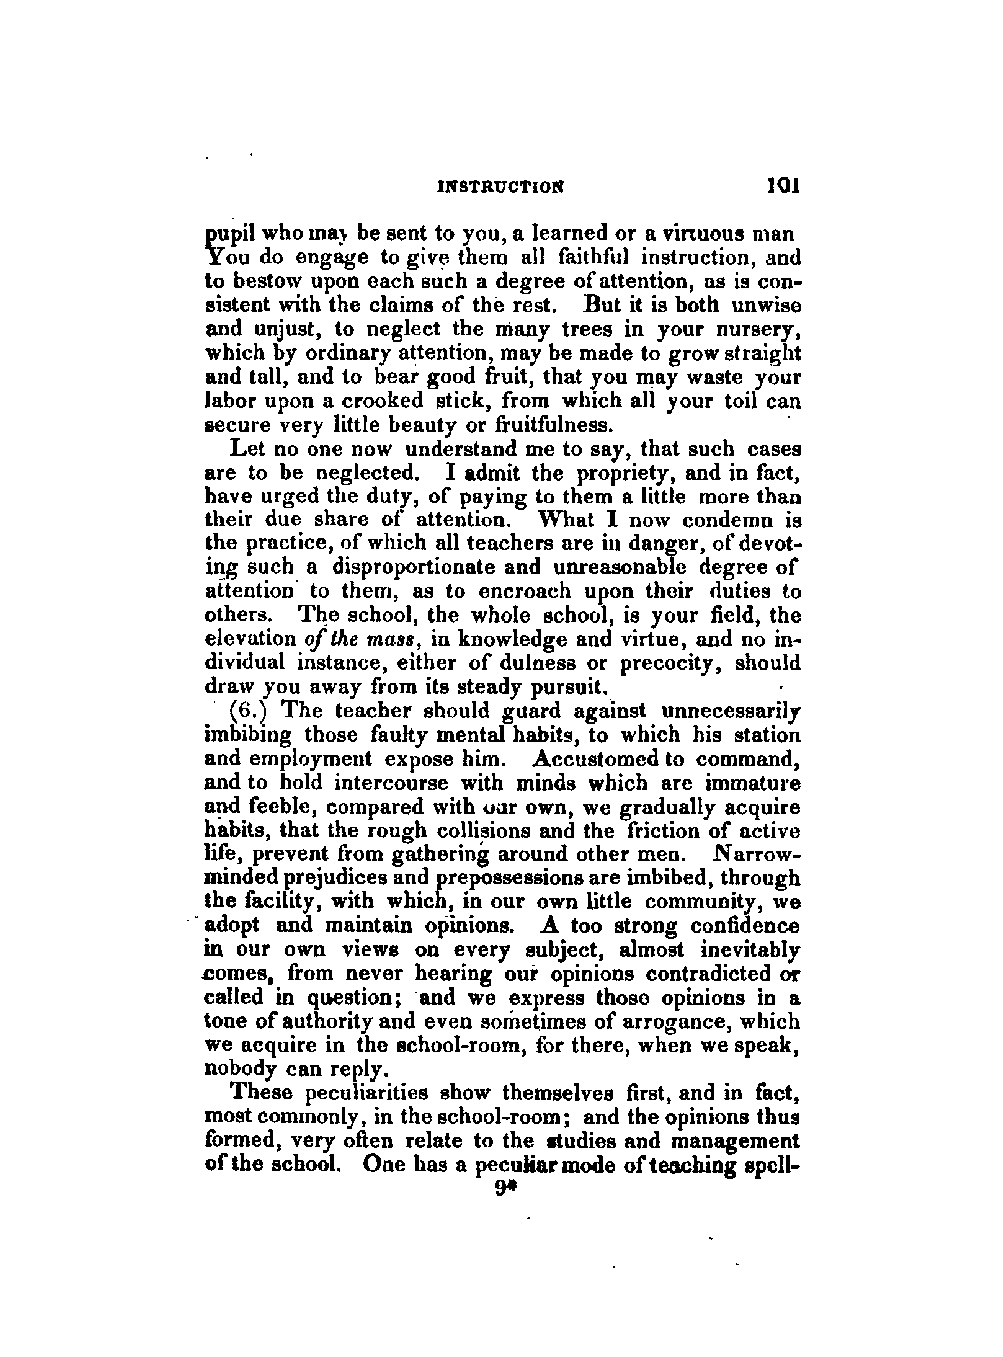 INSTRUCTION 101
pupil who may be sent to you, a learned or a virtuous man
You do engage to give them all faithful instruction, and
to bestow upon each such a degree of attention, as is con-
sistent with the claims of the rest. But it is both unwise
and unjust, to neglect the many trees in your nursery,
which by ordinary attention, may be made to grow straight
and tall, and to bear good fruit, that you may waste your
labor upon a crooked stick, from which all your toil can
secure very little beauty or fruitfulness.
Let no one now understand me to say, that such cases
are to be neglected. I admit the propriety, and in fact,
have urged the duty, of paying to them a little more than
their due share of attention. What I now condemn is
the practice, of which all teachers are in danger, of devot-
ing such a disproportionate and unreasonable degree of
attention to them, as to encroach upon their duties to
others. The school, the whole school, is your field, the
elevation of the mass, in knowledge and virtue, and no in-
dividual instance, either of dulness or precocity, should
draw you away from its steady pursuit.
(6.) The teacher should guard against unnecessarily
imbibing those faulty mental habits, to which his station
and employment expose him. Accustomed to command,
and to hold intercourse with minds which are immature
and feeble, compared with our own, we gradually acquire
habits, that the rough collisions and the friction of active
life, prevent from gathering around other men. Narrow-
minded prejudices and prepossessions are imbibed, through
the facility, with which, in our own little community, we
adopt and maintain opinions. A too strong confidence
in our own views on every subject, almost inevitably
comes, from never hearing our opinions contradicted or
called in question; and we express those opinions in a
tone of authority and even sometimes of arrogance, which
we acquire in the school-room, for there, when we speak,
nobody can reply.
These peculiarities show themselves first, and in fact,
most commonly, in the school-room; and the opinions thus
formed, very often relate to the studies and management
of the school. One has a peculiar mode of teaching spell-
9*